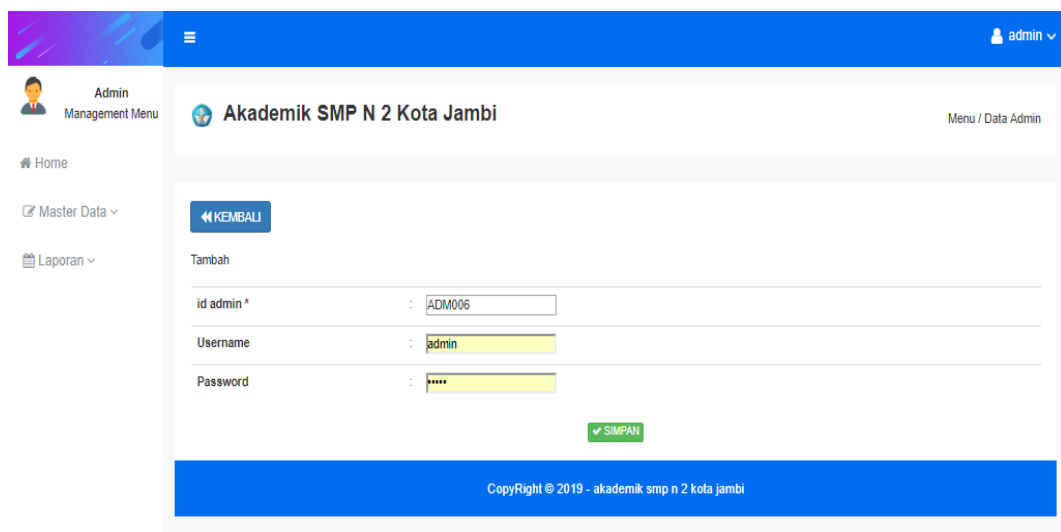 admin
Admin
Management Menu
Home
Master Data
Laporan
Akademik SMP N 2 Kota Jambi
Menu / Data Admin
KEMBALI
Tambah
id admin * : ADM006
Username : admin
Password : •••••
SIMPAN
CopyRight © 2019 - akademik smp n 2 kota jambi